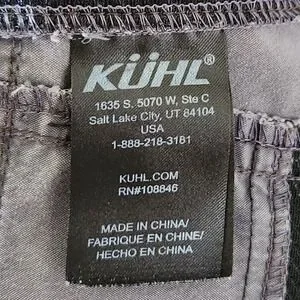 KÜHL®
1635 S. 5070 W, Ste C
Salt Lake City, UT 84104
USA
1-888-218-3181
KUHL.COM
RN#108846
MADE IN CHINA/
FABRIQUE EN CHINE/
HECHO EN CHINA